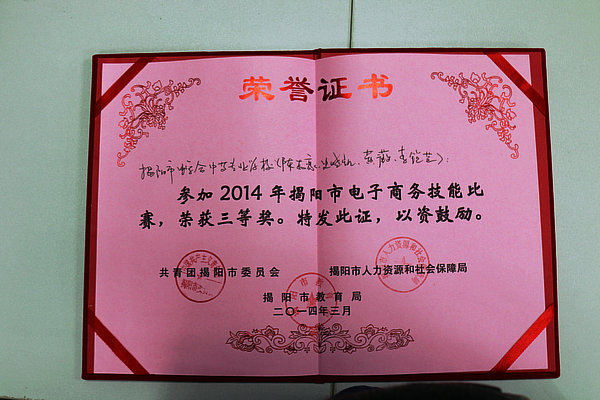 荣誉证书
揭阳市
参加2014年揭阳市电子商务技能比
赛，荣获三等奖。特发此证，以资鼓励。
共青团揭阳市委员会 揭阳市人力资源和社会保障局
揭阳市教育局
二〇一四年三月